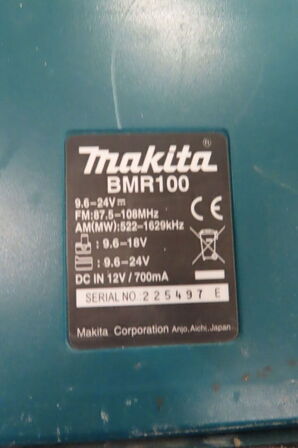 makita®
BMR100
9.6-24V⎓
FM:87.5-108MHz
AM(MW):522-1629kHz
CE
: 9.6-18V
: 9.6-24V
DC IN 12V / 700mA
SERIAL NO. 225497 E
Makita Corporation Anjo,Aichi,Japan